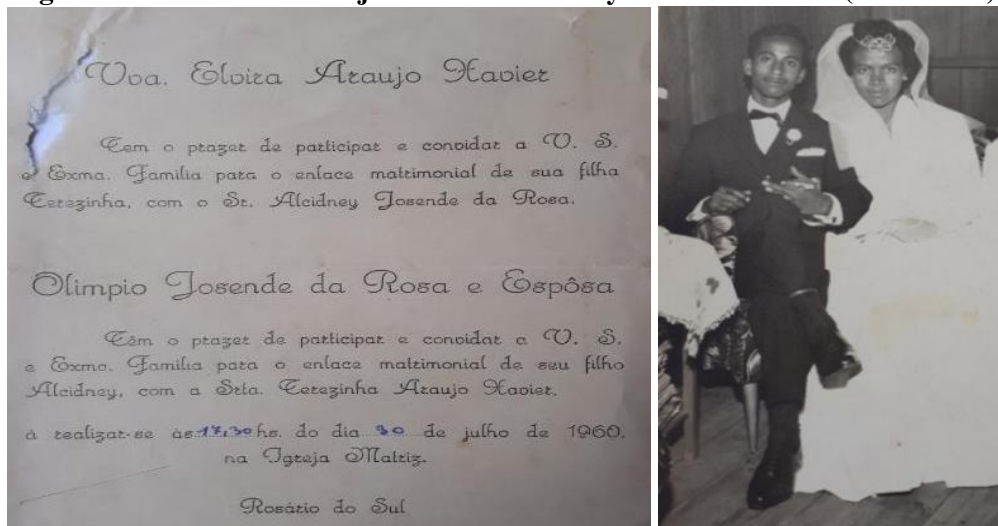 Vva. Elvira Araujo Xavier
Tem o prazer de participar e convidar a V. S.
e Exma. Família para o enlace matrimonial de sua filha
Terezinha, com o Sr. Alcidney Josende da Rosa.
Olimpio Josende da Rosa e Espôsa
Têm o prazer de participar e convidar a V. S.
e Exma. Família para o enlace matrimonial de seu filho
Alcidney, com a Srta. Terezinha Araujo Xavier.
á realizar-se ás 17,30 hs. do dia 30 de julho de 1960.
na Igreja Matriz.
Rosário do Sul